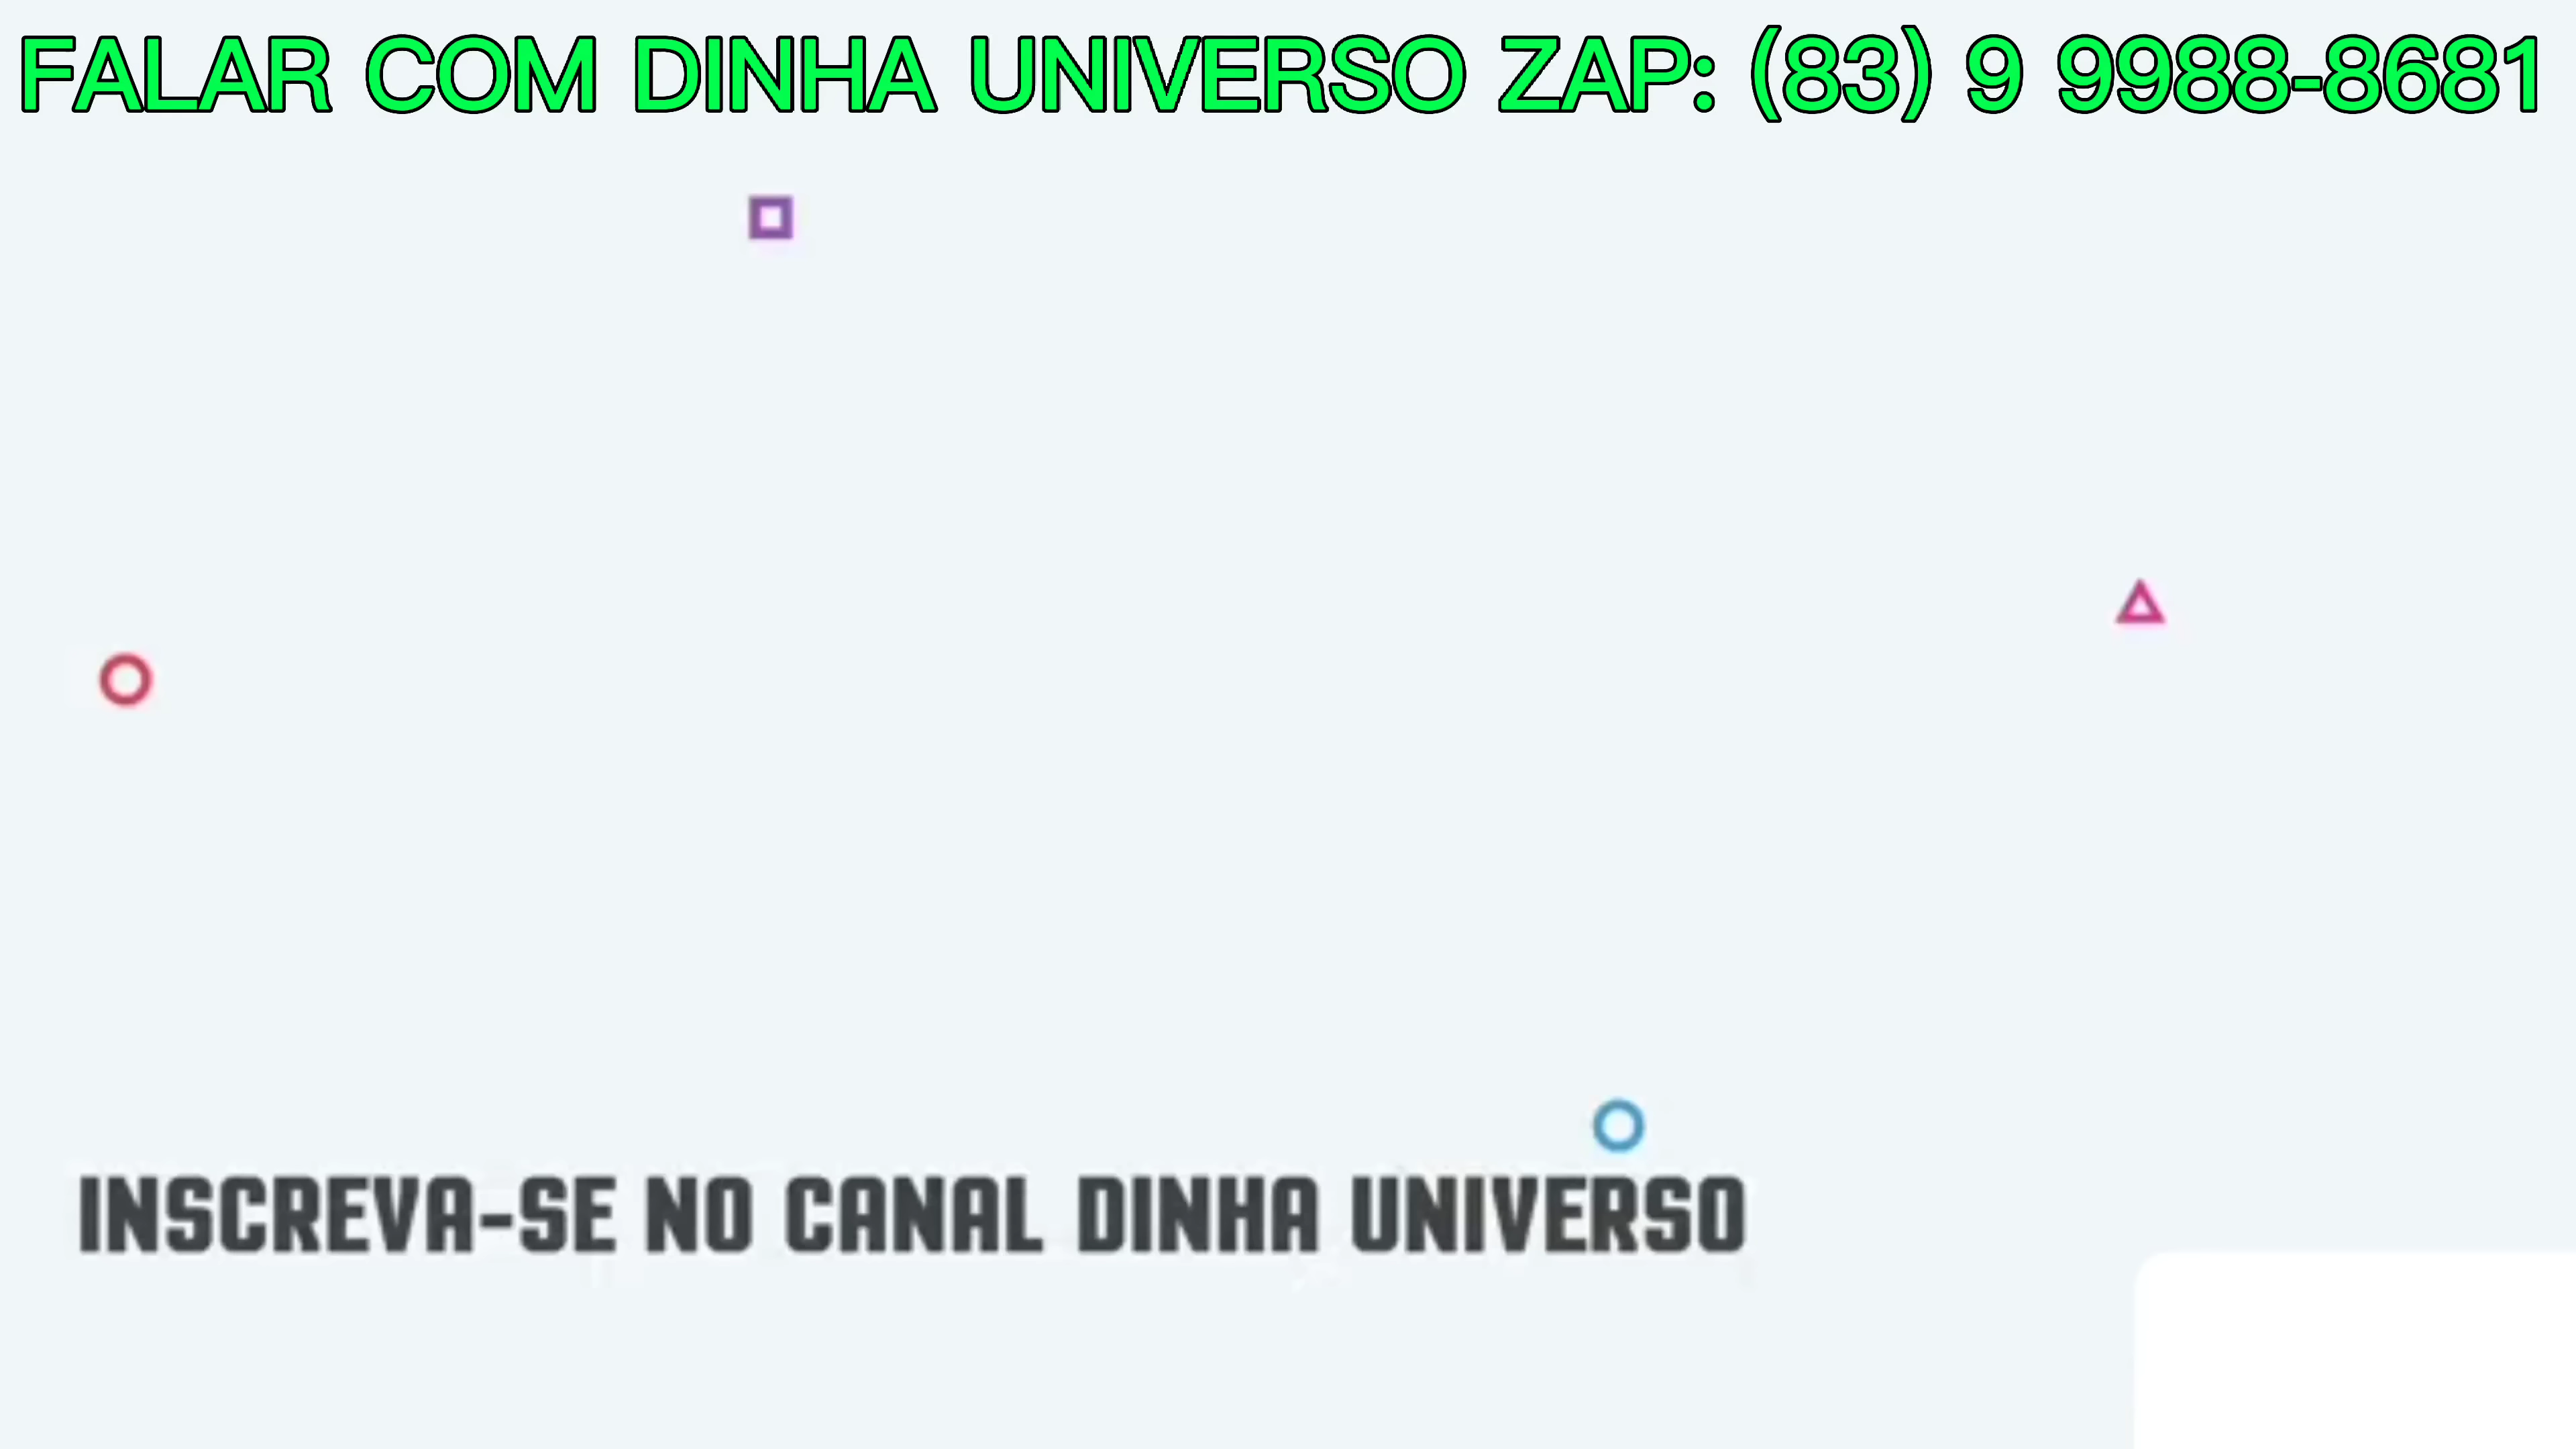 FALAR COM DINHA UNIVERSO ZAP: (83) 9 9988-8681
INSCREVA-SE NO CANAL DINHA UNIVERSO